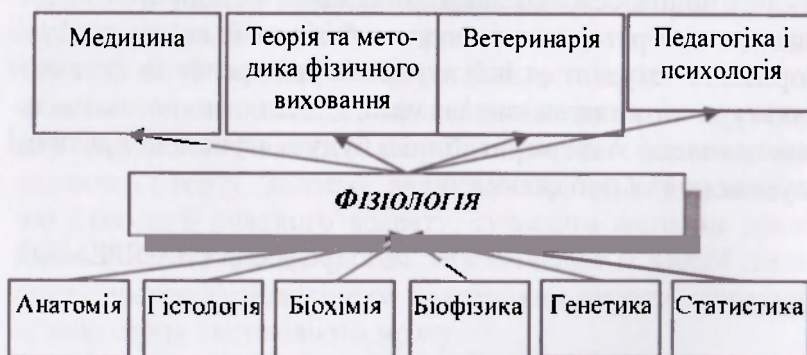 Медицина
Теорія та мето-
дика фізичного
виховання
Ветеринарія
Педагогіка і
психологія
ФІЗІОЛОГІЯ
Анатомія
Гістологія
Біохімія
Біофізика
Генетика
Статистика